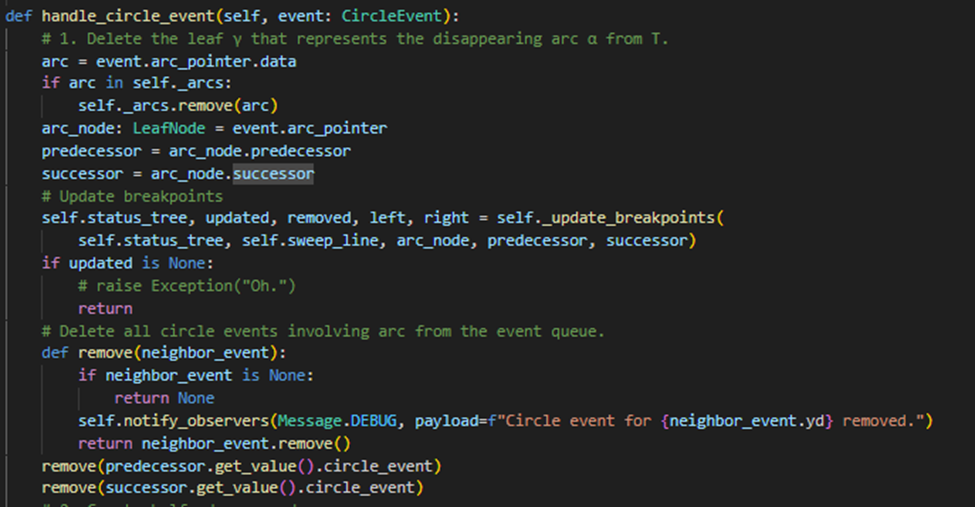 def handle_circle_event(self, event: CircleEvent):
    # 1. Delete the leaf γ that represents the disappearing arc α from T.
    arc = event.arc_pointer.data
    if arc in self._arcs:
        self._arcs.remove(arc)
    arc_node: LeafNode = event.arc_pointer
    predecessor = arc_node.predecessor
    successor = arc_node.successor
    # Update breakpoints
    self.status_tree, updated, removed, left, right = self._update_breakpoints(
        self.status_tree, self.sweep_line, arc_node, predecessor, successor)
    if updated is None:
        # raise Exception("Oh.")
        return
    # Delete all circle events involving arc from the event queue.
    def remove(neighbor_event):
        if neighbor_event is None:
            return None
        self.notify_observers(Message.DEBUG, payload=f"Circle event for {neighbor_event.yd} removed.")
        return neighbor_event.remove()
    remove(predecessor.get_value().circle_event)
    remove(successor.get_value().circle_event)